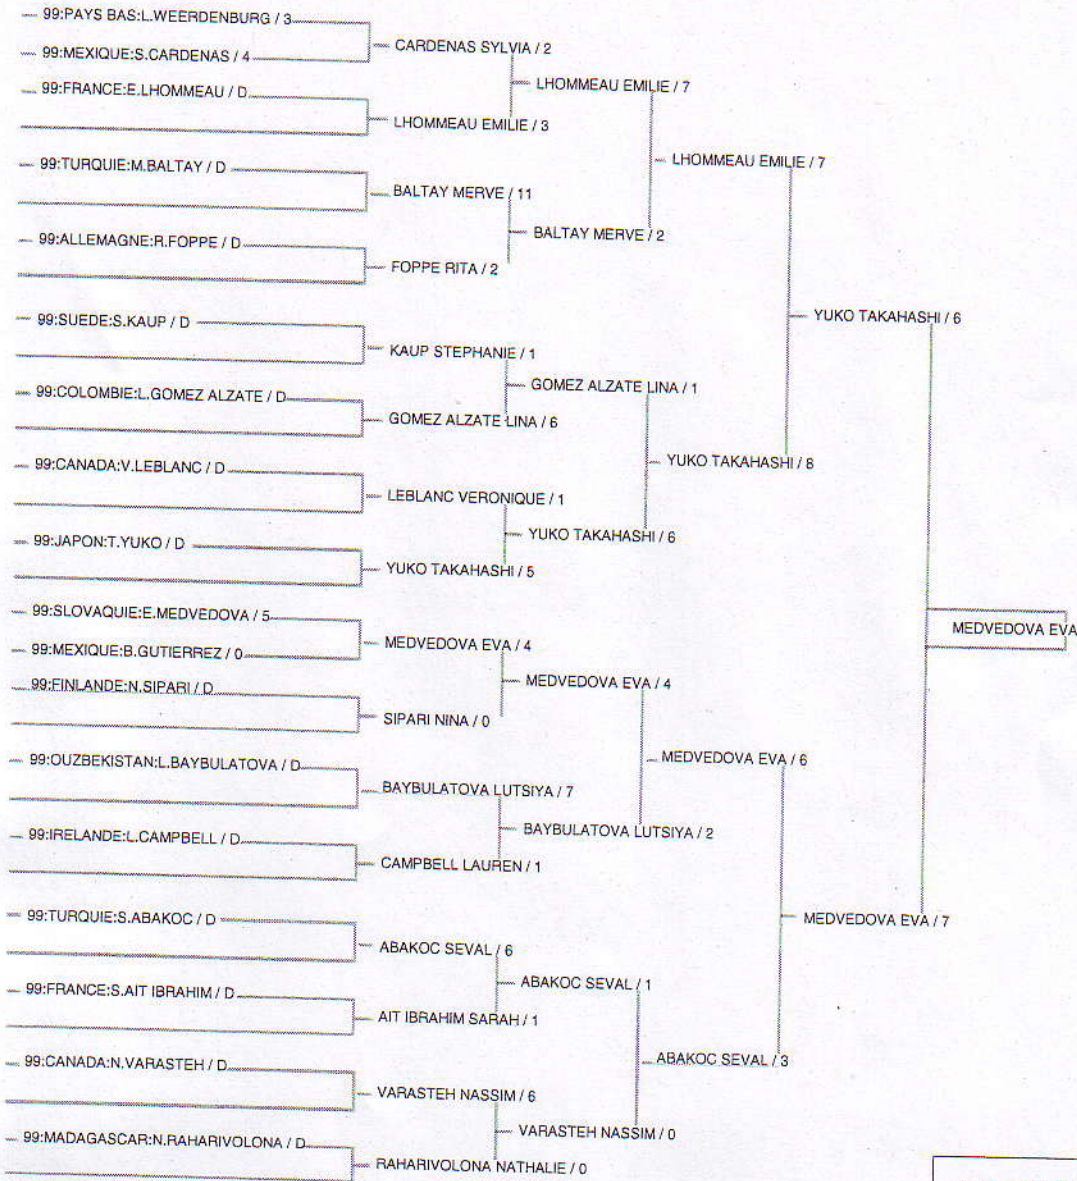 99:PAYS BAS:L.WEERDENBURG / 3
99:MEXIQUE:S.CARDENAS / 4
99:FRANCE:E.LHOMMEAU / D
99:TURQUIE:M.BALTAY / D
99:ALLEMAGNE:R.FOPPE / D
99:SUEDE:S.KAUP / D
99:COLOMBIE:L.GOMEZ ALZATE / D
99:CANADA:V.LEBLANC / D
99:JAPON:T.YUKO / D
99:SLOVAQUIE:E.MEDVEDOVA / 5
99:MEXIQUE:B.GUTIERREZ / 0
99:FINLANDE:N.SIPARI / D
99:OUZBEKISTAN:L.BAYBULATOVA / D
99:IRELANDE:L.CAMPBELL / D
99:TURQUIE:S.ABAKOC / D
99:FRANCE:S.AIT IBRAHIM / D
99:CANADA:N.VARASTEH / D
99:MADAGASCAR:N.RAHARIVOLONA / D
CARDENAS SYLVIA / 2
LHOMMEAU EMILIE / 3
BALTAY MERVE / 11
FOPPE RITA / 2
KAUP STEPHANIE / 1
GOMEZ ALZATE LINA / 6
LEBLANC VERONIQUE / 1
YUKO TAKAHASHI / 5
MEDVEDOVA EVA / 4
SIPARI NINA / 0
BAYBULATOVA LUTSIYA / 7
CAMPBELL LAUREN / 1
ABAKOC SEVAL / 6
AIT IBRAHIM SARAH / 1
VARASTEH NASSIM / 6
RAHARIVOLONA NATHALIE / 0
LHOMMEAU EMILIE / 7
BALTAY MERVE / 2
GOMEZ ALZATE LINA / 1
YUKO TAKAHASHI / 6
MEDVEDOVA EVA / 4
BAYBULATOVA LUTSIYA / 2
ABAKOC SEVAL / 1
VARASTEH NASSIM / 0
LHOMMEAU EMILIE / 7
YUKO TAKAHASHI / 8
MEDVEDOVA EVA / 6
ABAKOC SEVAL / 3
YUKO TAKAHASHI / 6
MEDVEDOVA EVA / 7
MEDVEDOVA EVA